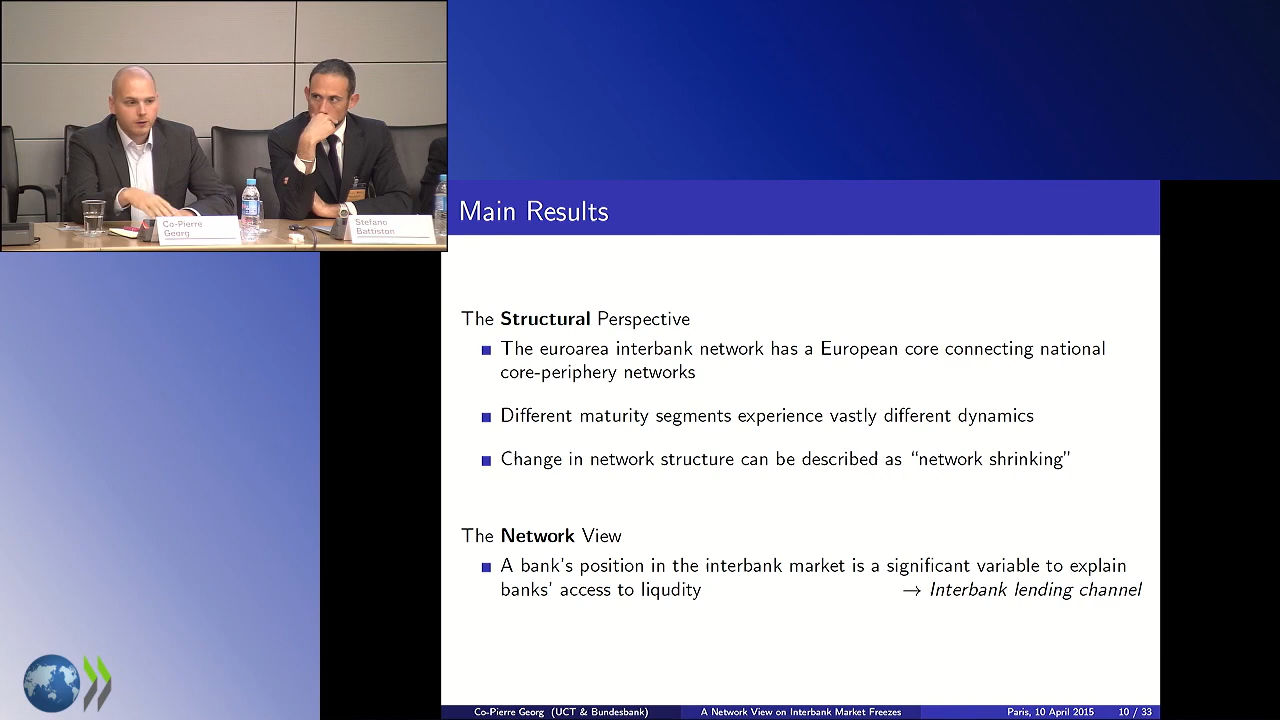 Co-Pierre
Georg
Stefano
Battiston
Main Results
The Structural Perspective
The euroarea interbank network has a European core connecting national
core-periphery networks
Different maturity segments experience vastly different dynamics
Change in network structure can be described as “network shrinking”
The Network View
A bank's position in the interbank market is a significant variable to explain
banks' access to liqudity → Interbank lending channel
Co-Pierre Georg (UCT & Bundesbank) A Network View on Interbank Market Freezes Paris, 10 April 2015 10 / 33